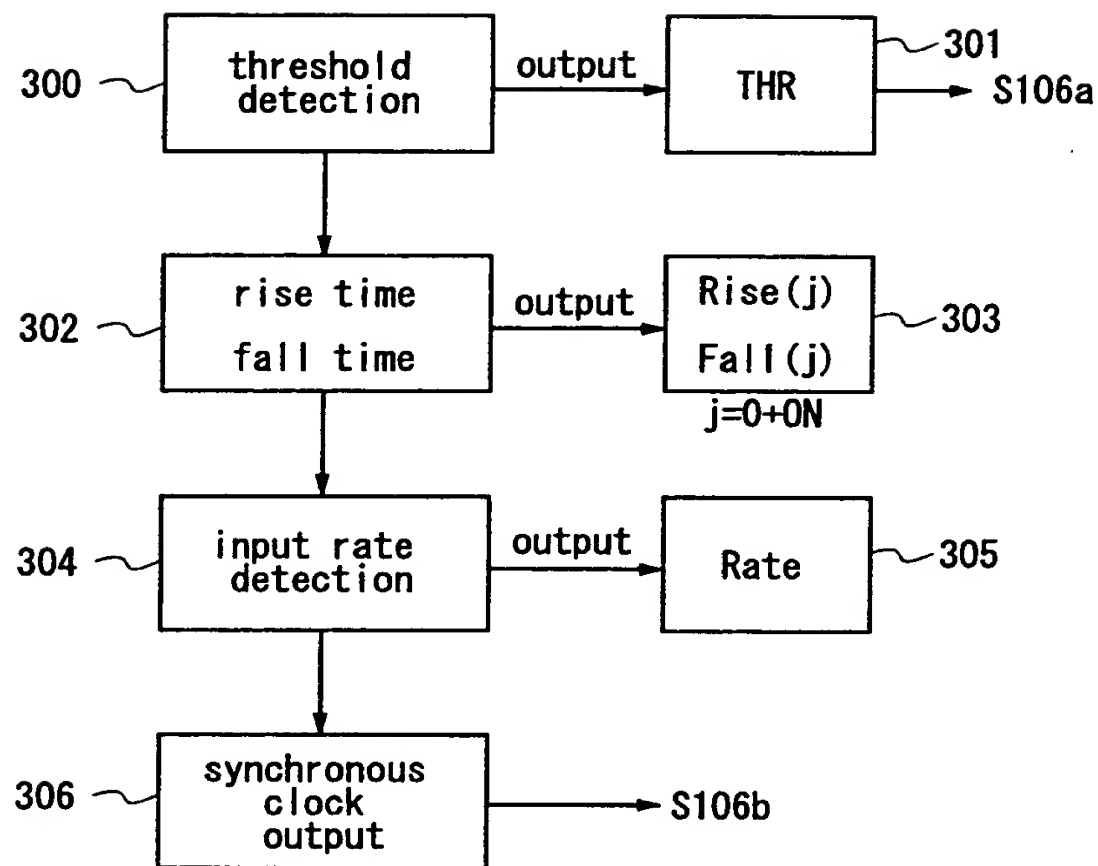 300
threshold
detection
output
THR
301
S106a
302
rise time
fall time
output
Rise(j)
Fall(j)
303
j=0+0N
304
input rate
detection
output
Rate
305
306
synchronous
clock
output
S106b